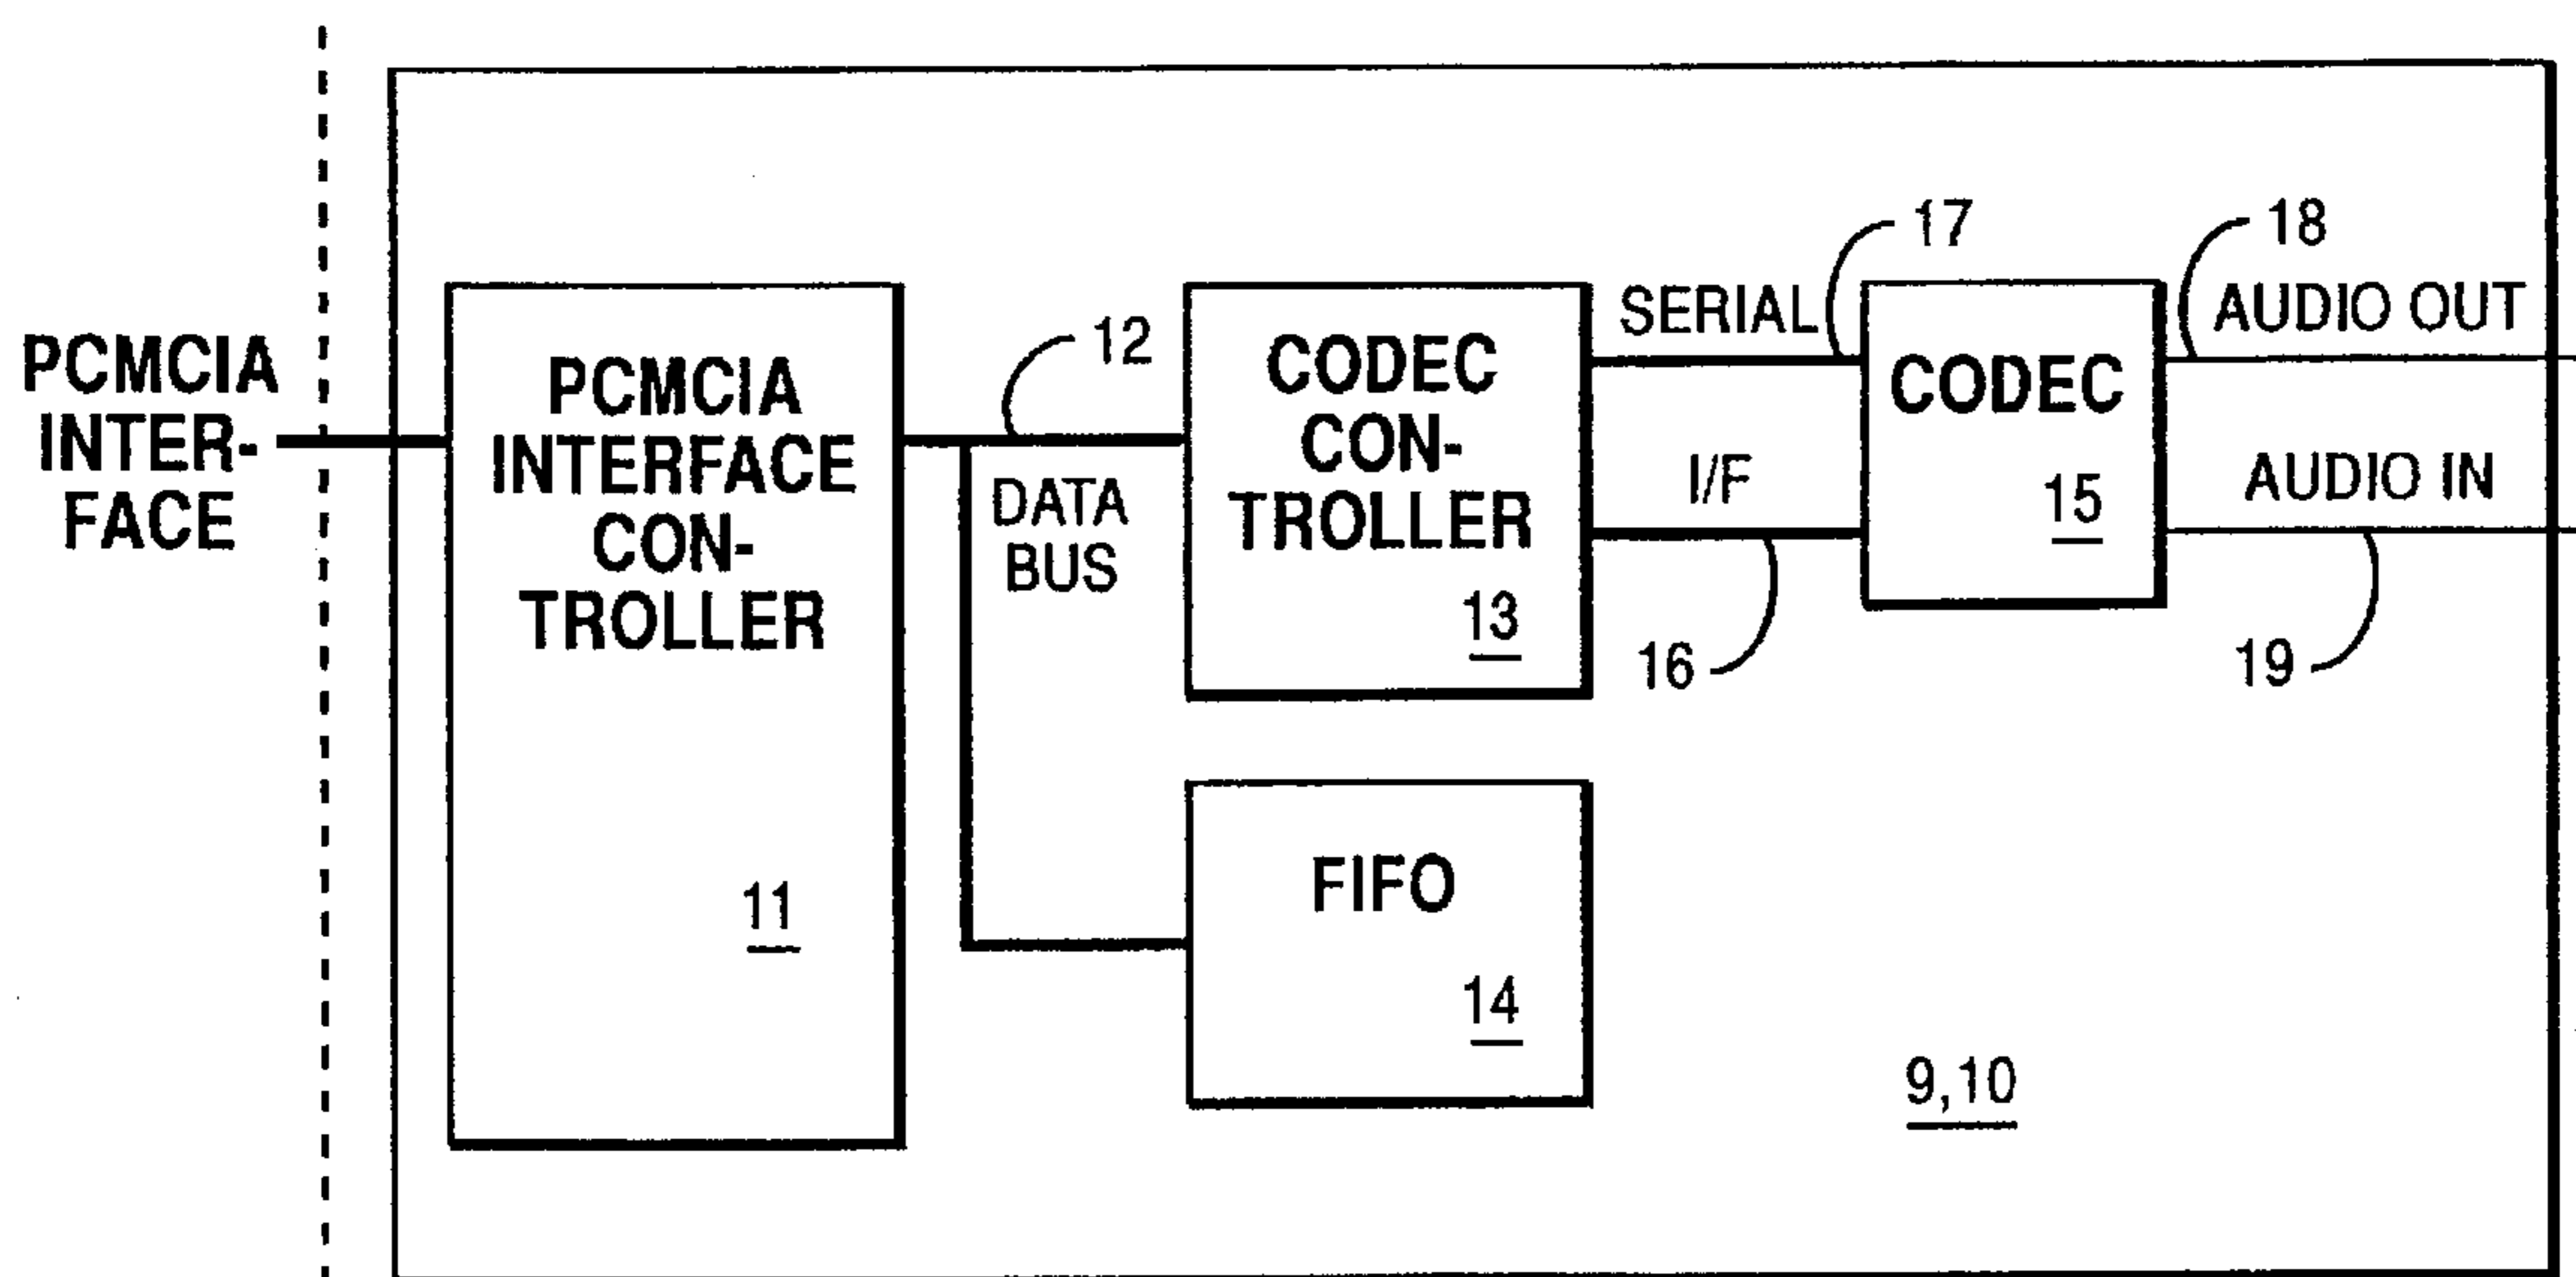 PCMCIA
INTER-
FACE
PCMCIA
INTERFACE
CON-
TROLLER
11
12
DATA
BUS
CODEC
CON-
TROLLER
13
FIFO
14
SERIAL
17
I/F
16
CODEC
15
18
AUDIO OUT
AUDIO IN
19
9,10